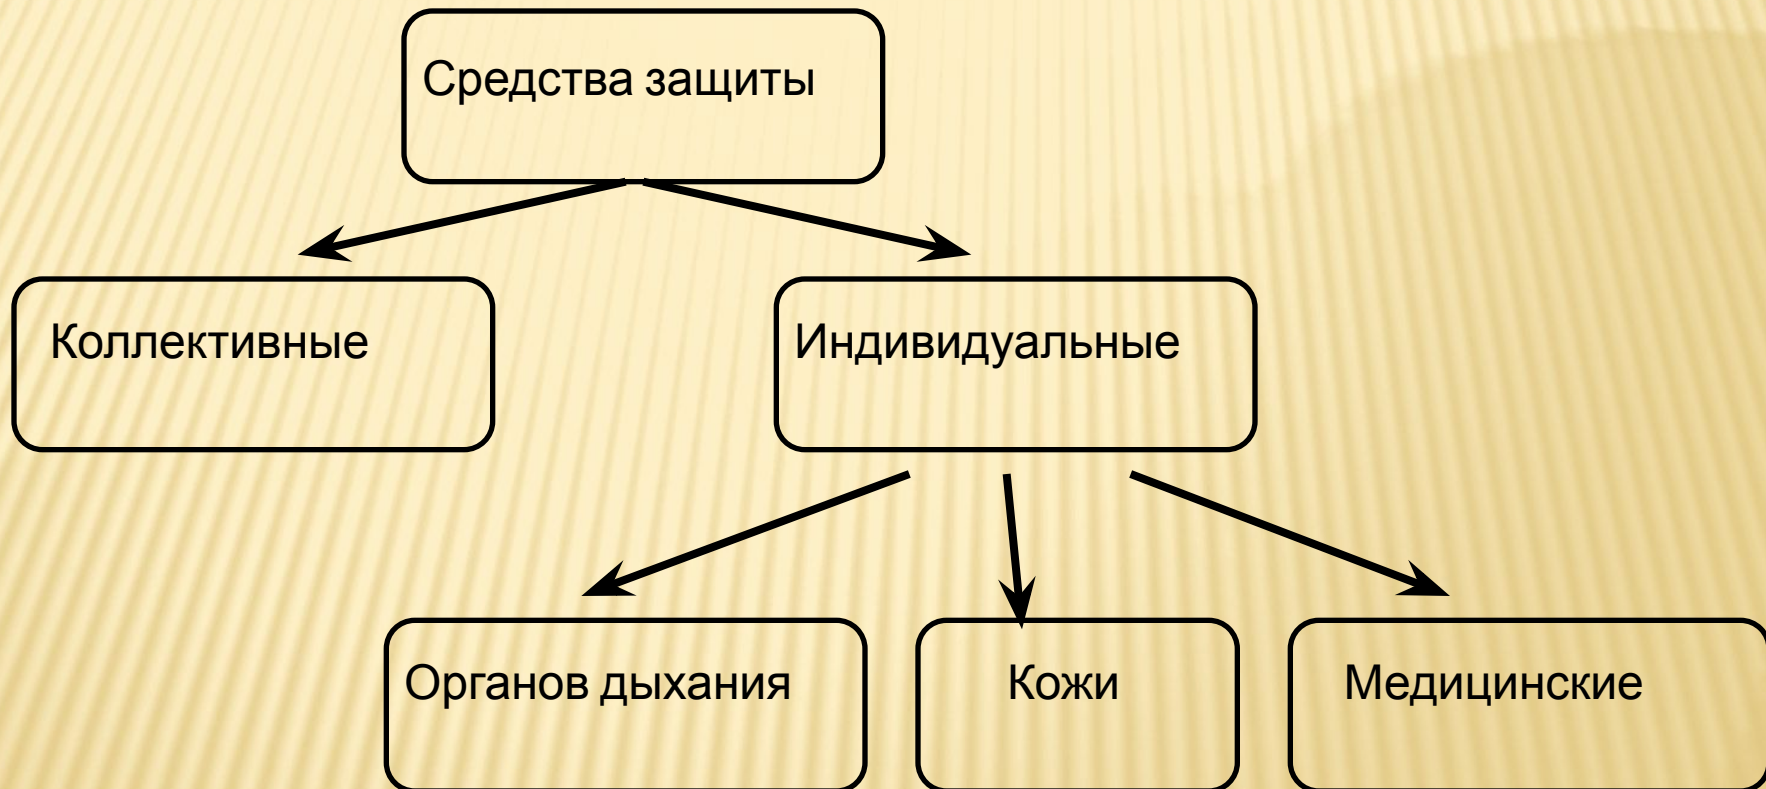 Средства защиты
Коллективные
Индивидуальные
Органов дыхания
Кожи
Медицинские